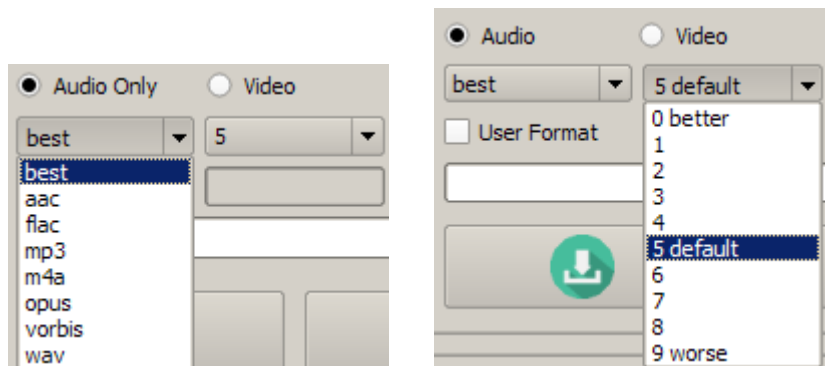 Audio Only Video
best 5
best
aac
flac
mp3
m4a
opus
vorbis
wav
Audio Video
best 5 default
User Format
0 better
1
2
3
4
5 default
6
7
8
9 worse